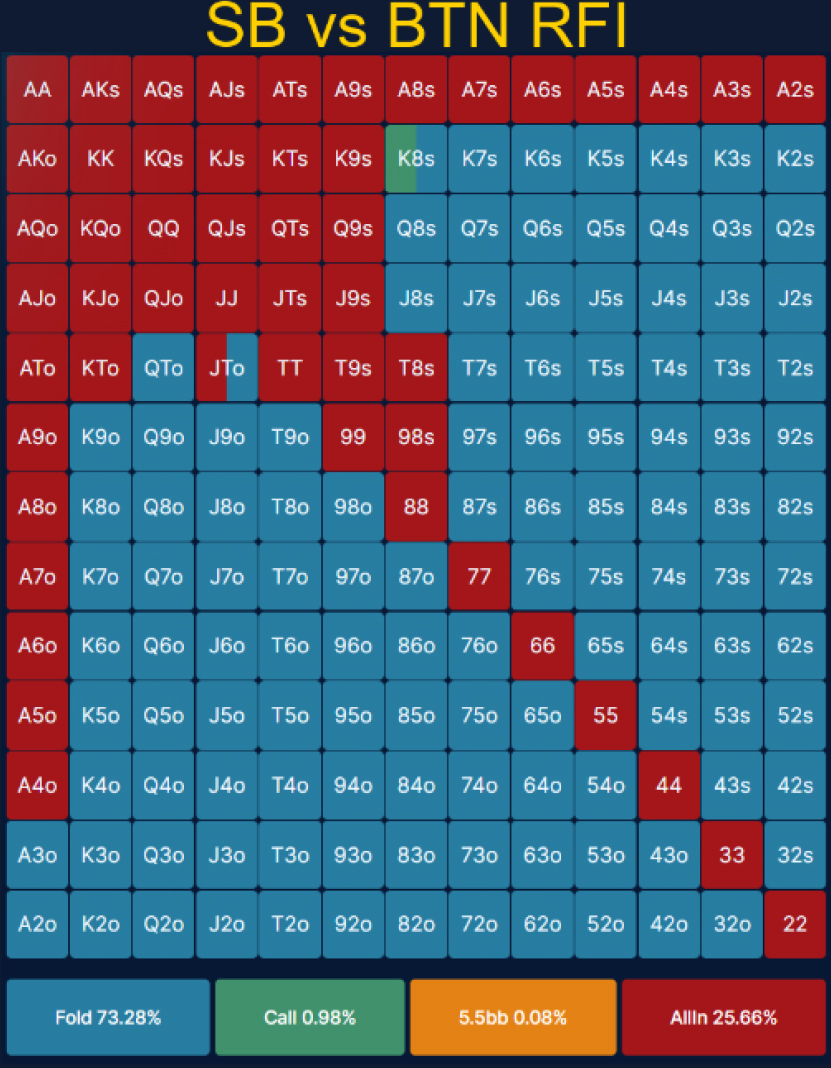 SB vs BTN RFI
AA AKs AQs AJs ATs A9s A8s A7s A6s A5s A4s A3s A2s
AKo KK KQs KJs KTs K9s K8s K7s K6s K5s K4s K3s K2s
AQo KQo QQ QJs QTs Q9s Q8s Q7s Q6s Q5s Q4s Q3s Q2s
AJo KJo QJo JJ JTs J9s J8s J7s J6s J5s J4s J3s J2s
ATo KTo QTo JTo TT T9s T8s T7s T6s T5s T4s T3s T2s
A9o K9o Q9o J9o T9o 99 98s 97s 96s 95s 94s 93s 92s
A8o K8o Q8o J8o T8o 98o 88 87s 86s 85s 84s 83s 82s
A7o K7o Q7o J7o T7o 97o 87o 77 76s 75s 74s 73s 72s
A6o K6o Q6o J6o T6o 96o 86o 76o 66 65s 64s 63s 62s
A5o K5o Q5o J5o T5o 95o 85o 75o 65o 55 54s 53s 52s
A4o K4o Q4o J4o T4o 94o 84o 74o 64o 54o 44 43s 42s
A3o K3o Q3o J3o T3o 93o 83o 73o 63o 53o 43o 33 32s
A2o K2o Q2o J2o T2o 92o 82o 72o 62o 52o 42o 32o 22
Fold 73.28% Call 0.98% 5.5bb 0.08% AllIn 25.66%